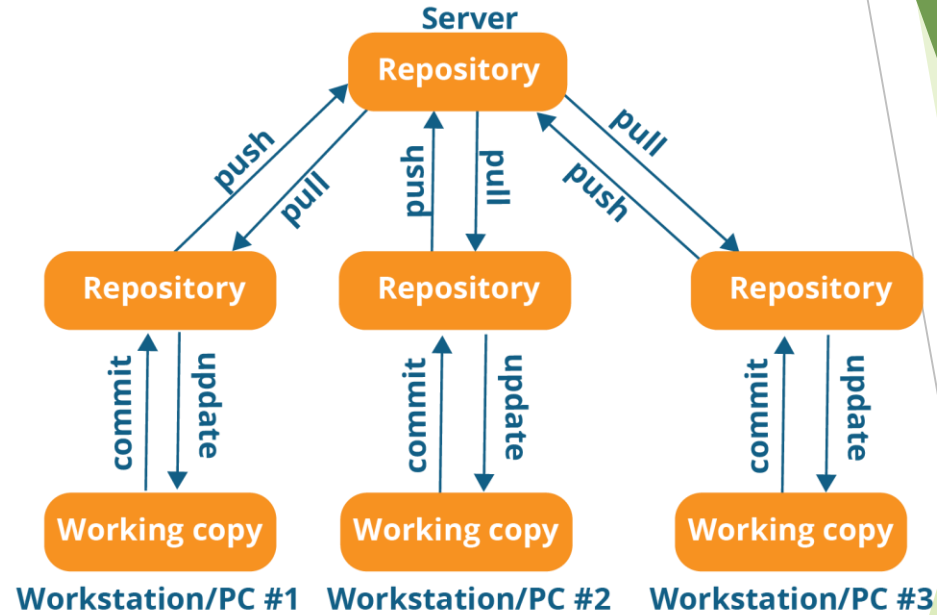 Server
Repository
push
pull
push
pull
pull
push
Repository
Repository
Repository
commit
update
commit
update
commit
update
Working copy
Working copy
Working copy
Workstation/PC #1
Workstation/PC #2
Workstation/PC #3